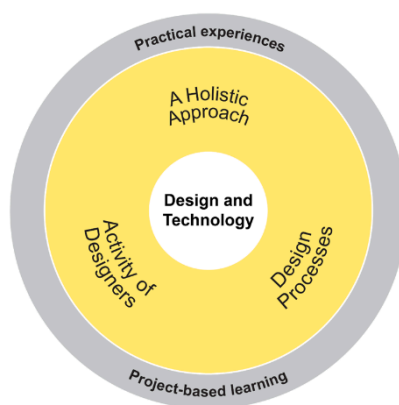 Practical experiences
A Holistic
Approach
Design and
Technology
Activity of
Designers
Design
Processes
Project-based learning